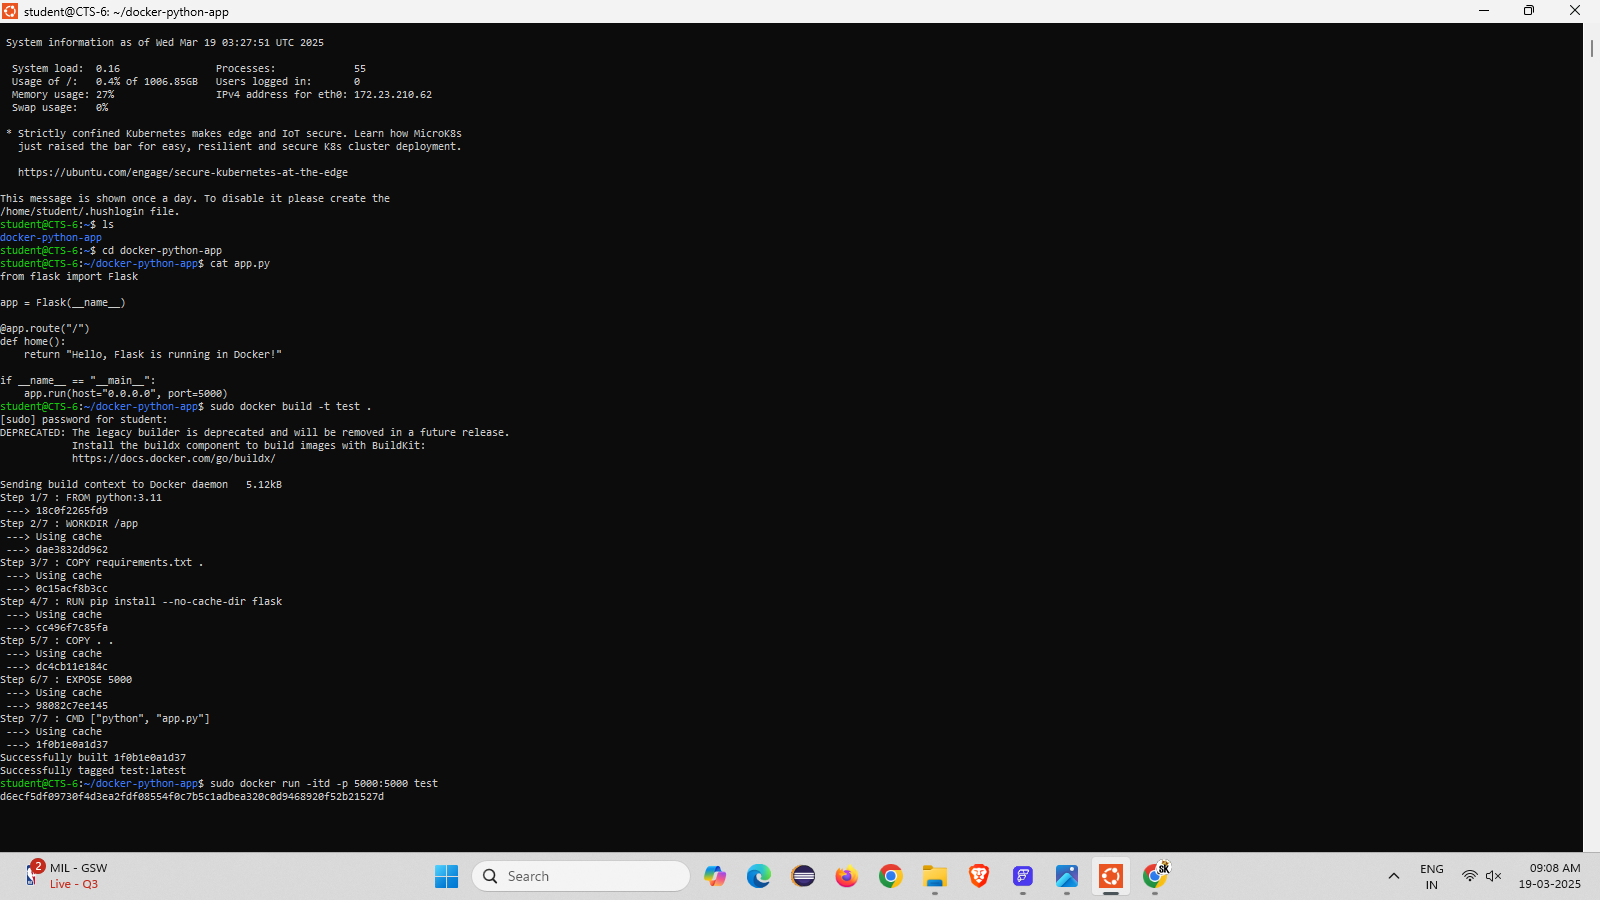 student@CTS-6: ~/docker-python-app
System information as of Wed Mar 19 03:27:51 UTC 2025
System load: 0.16 Processes: 55
Usage of /: 0.4% of 1006.85GB Users logged in: 0
Memory usage: 27% IPv4 address for eth0: 172.23.210.62
Swap usage: 0%
* Strictly confined Kubernetes makes edge and IoT secure. Learn how MicroK8s
just raised the bar for easy, resilient and secure K8s cluster deployment.
https://ubuntu.com/engage/secure-kubernetes-at-the-edge
This message is shown once a day. To disable it please create the
/home/student/.hushlogin file.
student@CTS-6:~$ ls
docker-python-app
student@CTS-6:~$ cd docker-python-app
student@CTS-6:~/docker-python-app$ cat app.py
from flask import Flask
app = Flask(__name__)
@app.route("/")
def home():
    return "Hello, Flask is running in Docker!"
if __name__ == "__main__":
    app.run(host="0.0.0.0", port=5000)
student@CTS-6:~/docker-python-app$ sudo docker build -t test .
[sudo] password for student:
DEPRECATED: The legacy builder is deprecated and will be removed in a future release.
Install the buildx component to build images with BuildKit:
https://docs.docker.com/go/buildx/
Sending build context to Docker daemon 5.12kB
Step 1/7 : FROM python:3.11
---> 18c0f2265fd9
Step 2/7 : WORKDIR /app
---> Using cache
---> dae3832dd962
Step 3/7 : COPY requirements.txt .
---> Using cache
---> 0c15acf8b3cc
Step 4/7 : RUN pip install --no-cache-dir flask
---> Using cache
---> cc496f7c85fa
Step 5/7 : COPY . .
---> Using cache
---> dc4cb11e184c
Step 6/7 : EXPOSE 5000
---> Using cache
---> 98082c7ee145
Step 7/7 : CMD ["python", "app.py"]
---> Using cache
---> 1f0b1e0a1d37
Successfully built 1f0b1e0a1d37
Successfully tagged test:latest
student@CTS-6:~/docker-python-app$ sudo docker run -itd -p 5000:5000 test
d6ecf5df09730f4d3ea2fdf08554f0c7b5c1adbea320c0d9468920f52b21527d
2
MIL - GSW
Live - Q3
Search
ENG
IN
09:08 AM
19-03-2025